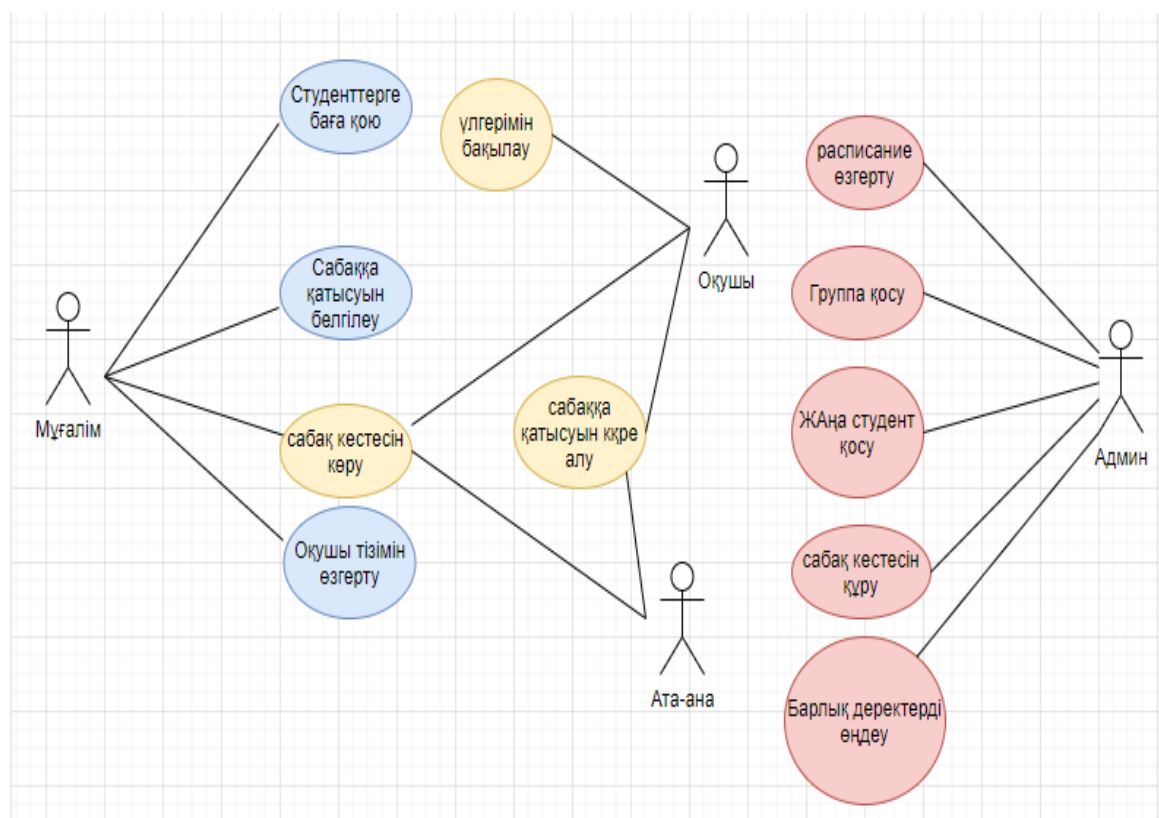 Студенттерге
баға қою
үлгерімін
бақылау
расписание
өзгерту
Оқушы
Сабаққа
қатысуын
белгілеу
Группа қосу
Мұғалім
сабақ кестесін
көру
сабаққа
қатысуын кқре
алу
ЖАңа студент
қосу
Админ
Оқушы тізімін
өзгерту
сабақ кестесін
құру
Ата-ана
Барлық деректерді
өңдеу